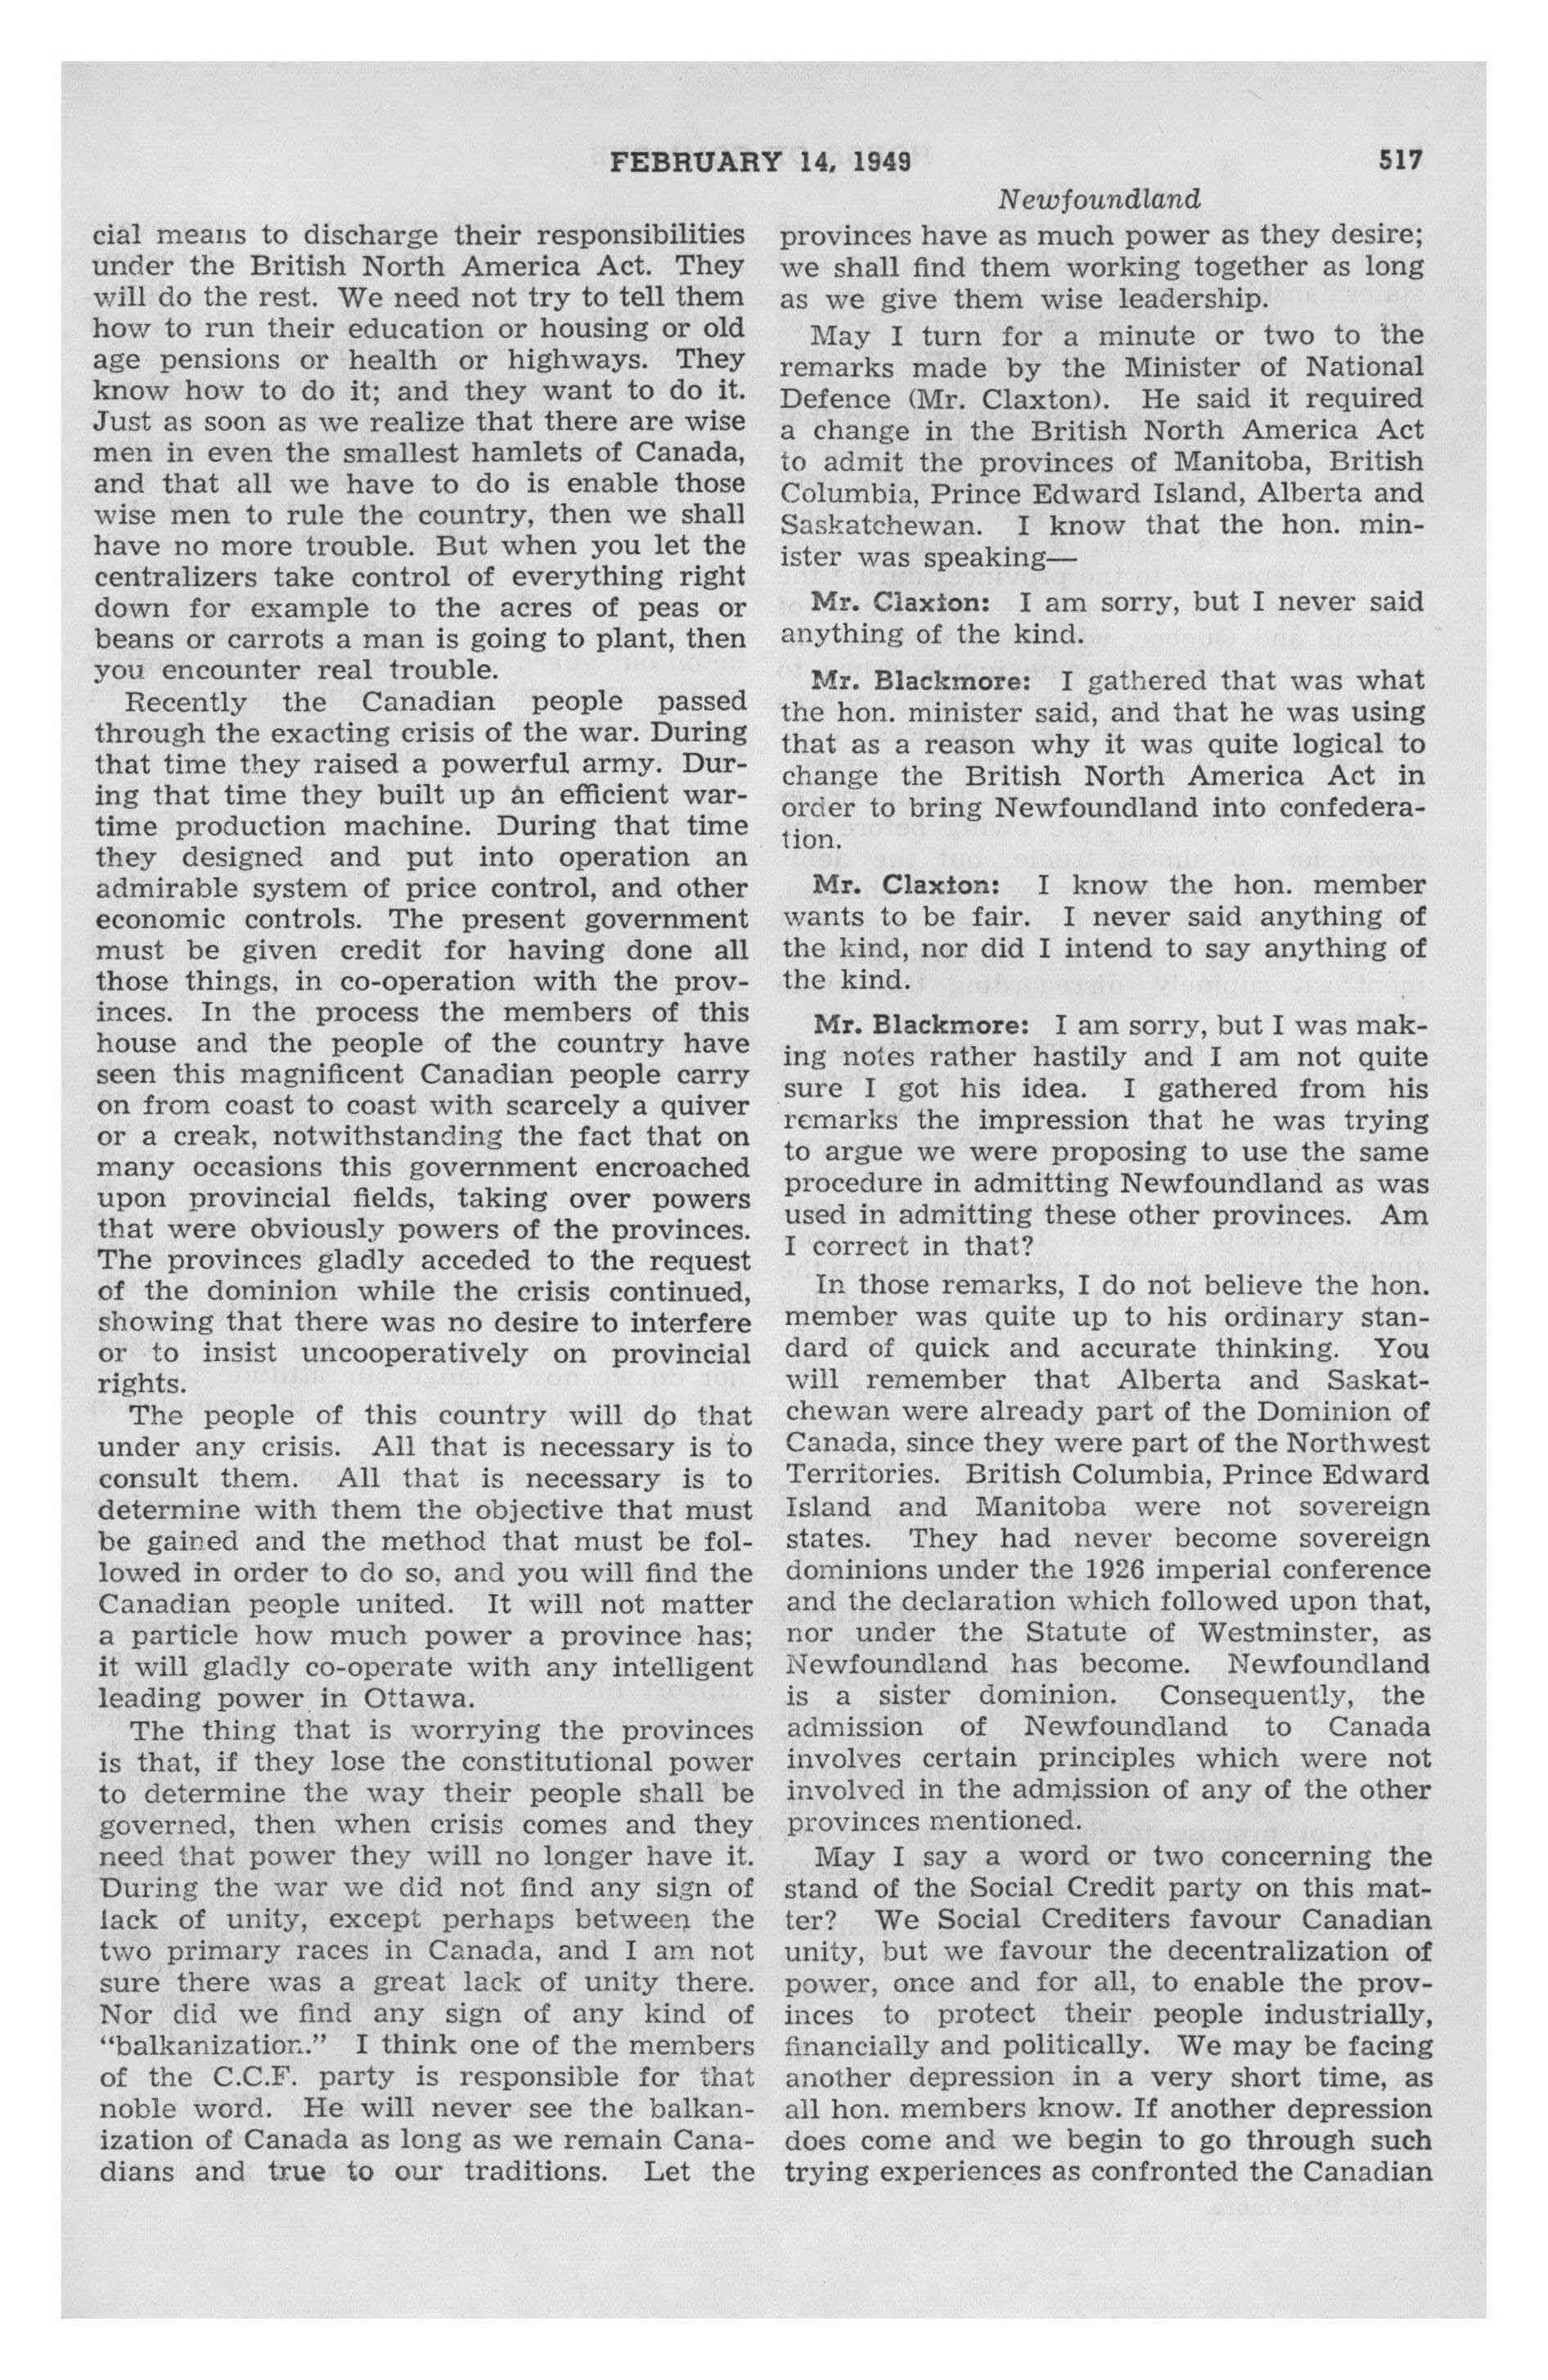 FEBRUARY 14, 1949
517
Newfoundland
cial means to discharge their responsibilities
under the British North America Act. They
will do the rest. We need not try to tell them
how to run their education or housing or old
age pensions or health or highways. They
know how to do it; and they want to do it.
Just as soon as we realize that there are wise
men in even the smallest hamlets of Canada,
and that all we have to do is enable those
wise men to rule the country, then we shall
have no more trouble. But when you let the
centralizers take control of everything right
down for example to the acres of peas or
beans or carrots a man is going to plant, then
you encounter real trouble.
Recently the Canadian people passed
through the exacting crisis of the war. During
that time they raised a powerful army. Dur-
ing that time they built up an efficient war-
time production machine. During that time
they designed and put into operation an
admirable system of price control, and other
economic controls. The present government
must be given credit for having done all
those things, in co-operation with the prov-
inces. In the process the members of this
house and the people of the country have
seen this magnificent Canadian people carry
on from coast to coast with scarcely a quiver
or a creak, notwithstanding the fact that on
many occasions this government encroached
upon provincial fields, taking over powers
that were obviously powers of the provinces.
The provinces gladly acceded to the request
of the dominion while the crisis continued,
showing that there was no desire to interfere
or to insist uncooperatively on provincial
rights.
The people of this country will do that
under any crisis. All that is necessary is to
consult them. All that is necessary is to
determine with them the objective that must
be gained and the method that must be fol-
lowed in order to do so, and you will find the
Canadian people united. It will not matter
a particle how much power a province has;
it will gladly co-operate with any intelligent
leading power in Ottawa.
The thing that is worrying the provinces
is that, if they lose the constitutional power
to determine the way their people shall be
governed, then when crisis comes and they
need that power they will no longer have it.
During the war we did not find any sign of
lack of unity, except perhaps between the
two primary races in Canada, and I am not
sure there was a great lack of unity there.
Nor did we find any sign of any kind of
"balkanization." I think one of the members
of the C.C.F. party is responsible for that
noble word. He will never see the balkan-
ization of Canada as long as we remain Cana-
dians and true to our traditions. Let the
provinces have as much power as they desire;
we shall find them working together as long
as we give them wise leadership.
May I turn for a minute or two to the
remarks made by the Minister of National
Defence (Mr. Claxton). He said it required
a change in the British North America Act
to admit the provinces of Manitoba, British
Columbia, Prince Edward Island, Alberta and
Saskatchewan. I know that the hon. min-
ister was speaking—
Mr. Claxton: I am sorry, but I never said
anything of the kind.
Mr. Blackmore: I gathered that was what
the hon. minister said, and that he was using
that as a reason why it was quite logical to
change the British North America Act in
order to bring Newfoundland into confedera-
tion.
Mr. Claxton: I know the hon. member
wants to be fair. I never said anything of
the kind, nor did I intend to say anything of
the kind.
Mr. Blackmore: I am sorry, but I was mak-
ing notes rather hastily and I am not quite
sure I got his idea. I gathered from his
remarks the impression that he was trying
to argue we were proposing to use the same
procedure in admitting Newfoundland as was
used in admitting these other provinces. Am
I correct in that?
In those remarks, I do not believe the hon.
member was quite up to his ordinary stan-
dard of quick and accurate thinking. You
will remember that Alberta and Saskat-
chewan were already part of the Dominion of
Canada, since they were part of the Northwest
Territories. British Columbia, Prince Edward
Island and Manitoba were not sovereign
states. They had never become sovereign
dominions under the 1926 imperial conference
and the declaration which followed upon that,
nor under the Statute of Westminster, as
Newfoundland has become. Newfoundland
is a sister dominion. Consequently, the
admission of Newfoundland to Canada
involves certain principles which were not
involved in the admission of any of the other
provinces mentioned.
May I say a word or two concerning the
stand of the Social Credit party on this mat-
ter? We Social Crediters favour Canadian
unity, but we favour the decentralization of
power, once and for all, to enable the prov-
inces to protect their people industrially,
financially and politically. We may be facing
another depression in a very short time, as
all hon. members know. If another depression
does come and we begin to go through such
trying experiences as confronted the Canadian